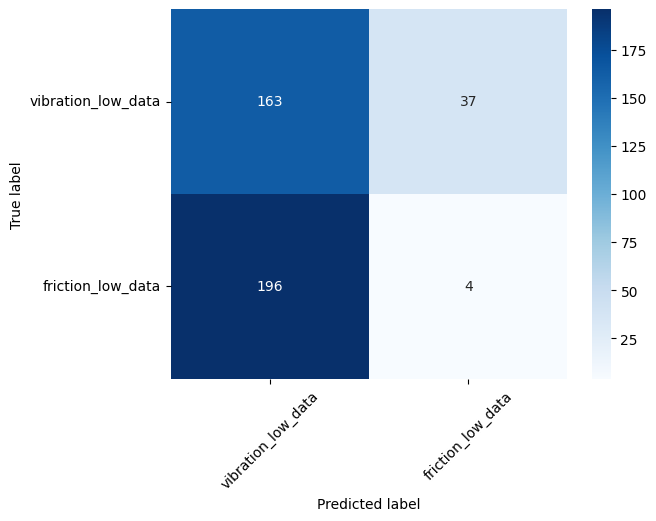 vibration_low_data
friction_low_data
True label
163
37
196
4
vibration_low_data
friction_low_data
Predicted label
175
150
125
100
75
50
25